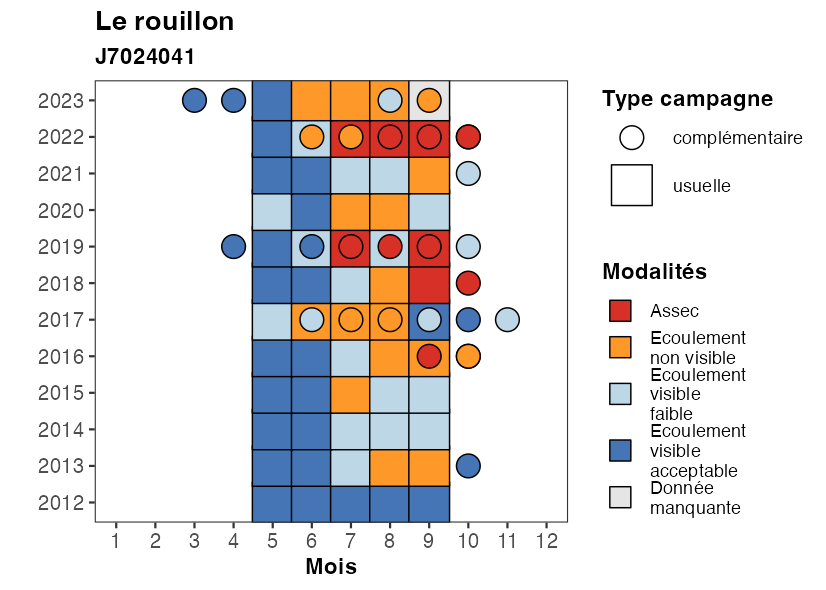 Le rouillon
J7024041
2023
2022
2021
2020
2019
2018
2017
2016
2015
2014
2013
2012
1 2 3 4 5 6 7 8 9 10 11 12
Mois
Type campagne
complémentaire
usuelle
Modalités
Assec
Ecoulement
non visible
Ecoulement
visible
faible
Ecoulement
visible
acceptable
Donnée
manquante